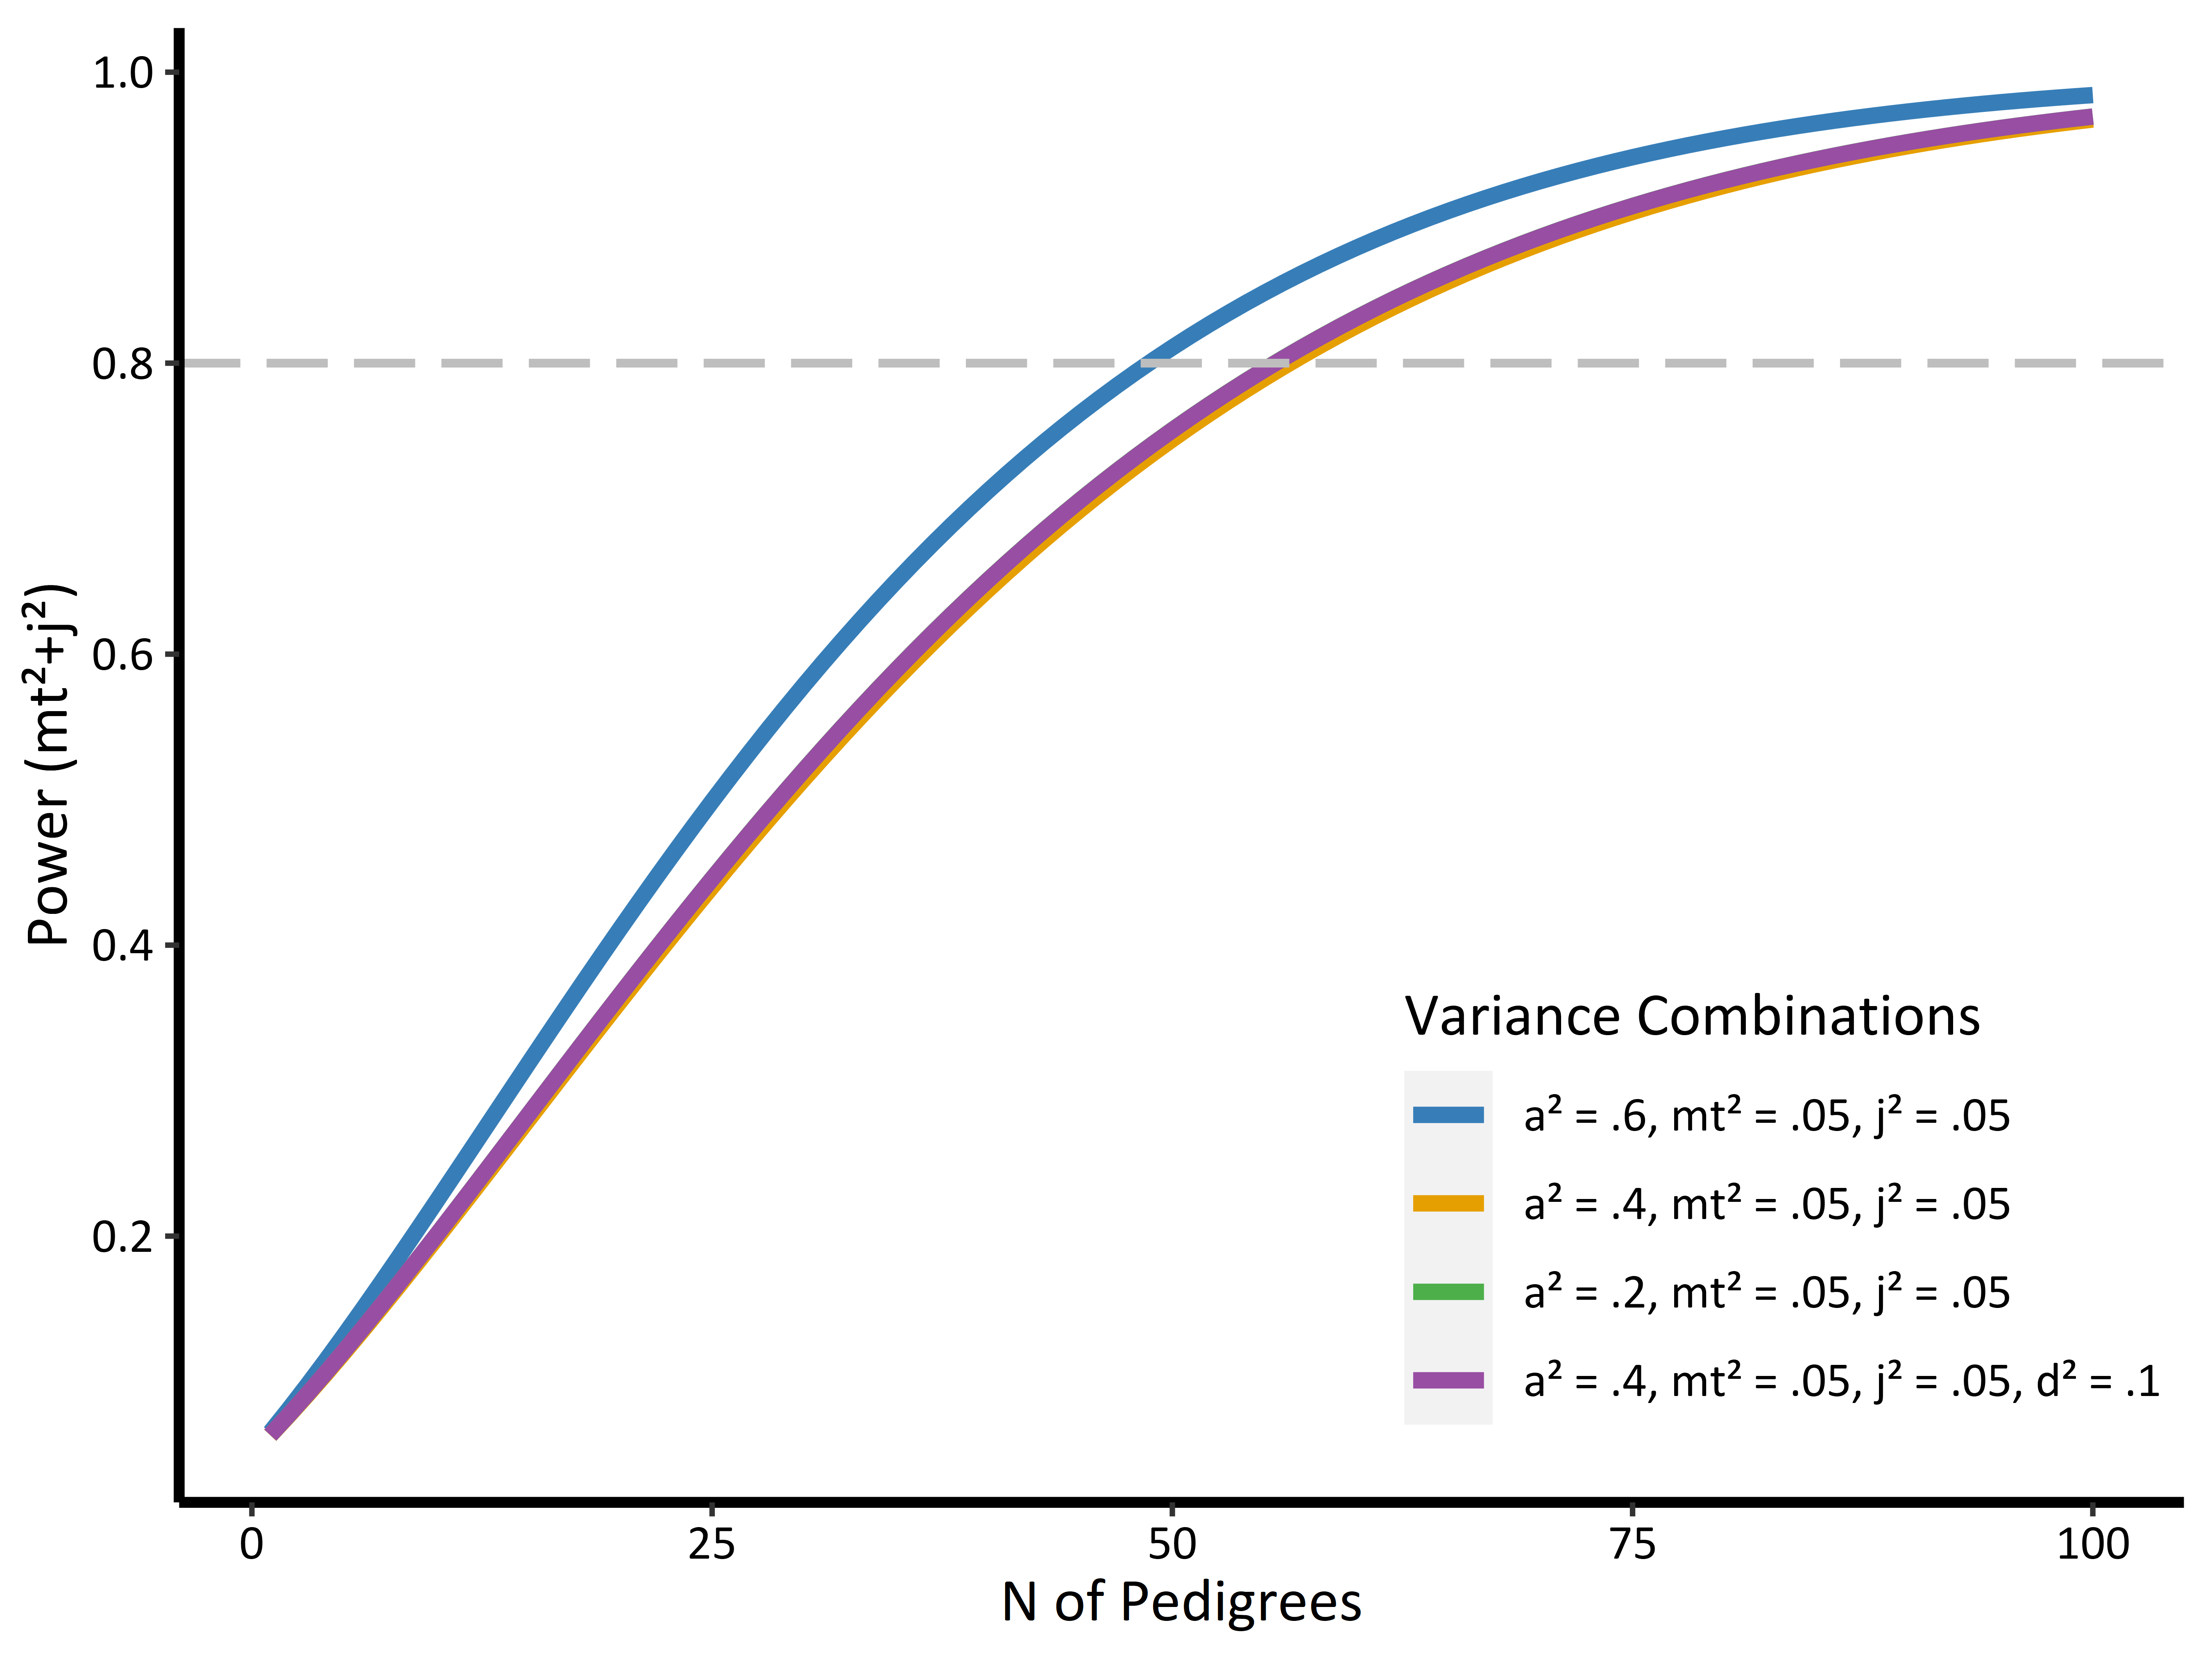 1.0
0.8
0.6
0.4
0.2
Power (mt²+j²)
0
25
50
75
100
N of Pedigrees
Variance Combinations
a² = .6, mt² = .05, j² = .05
a² = .4, mt² = .05, j² = .05
a² = .2, mt² = .05, j² = .05
a² = .4, mt² = .05, j² = .05, d² = .1